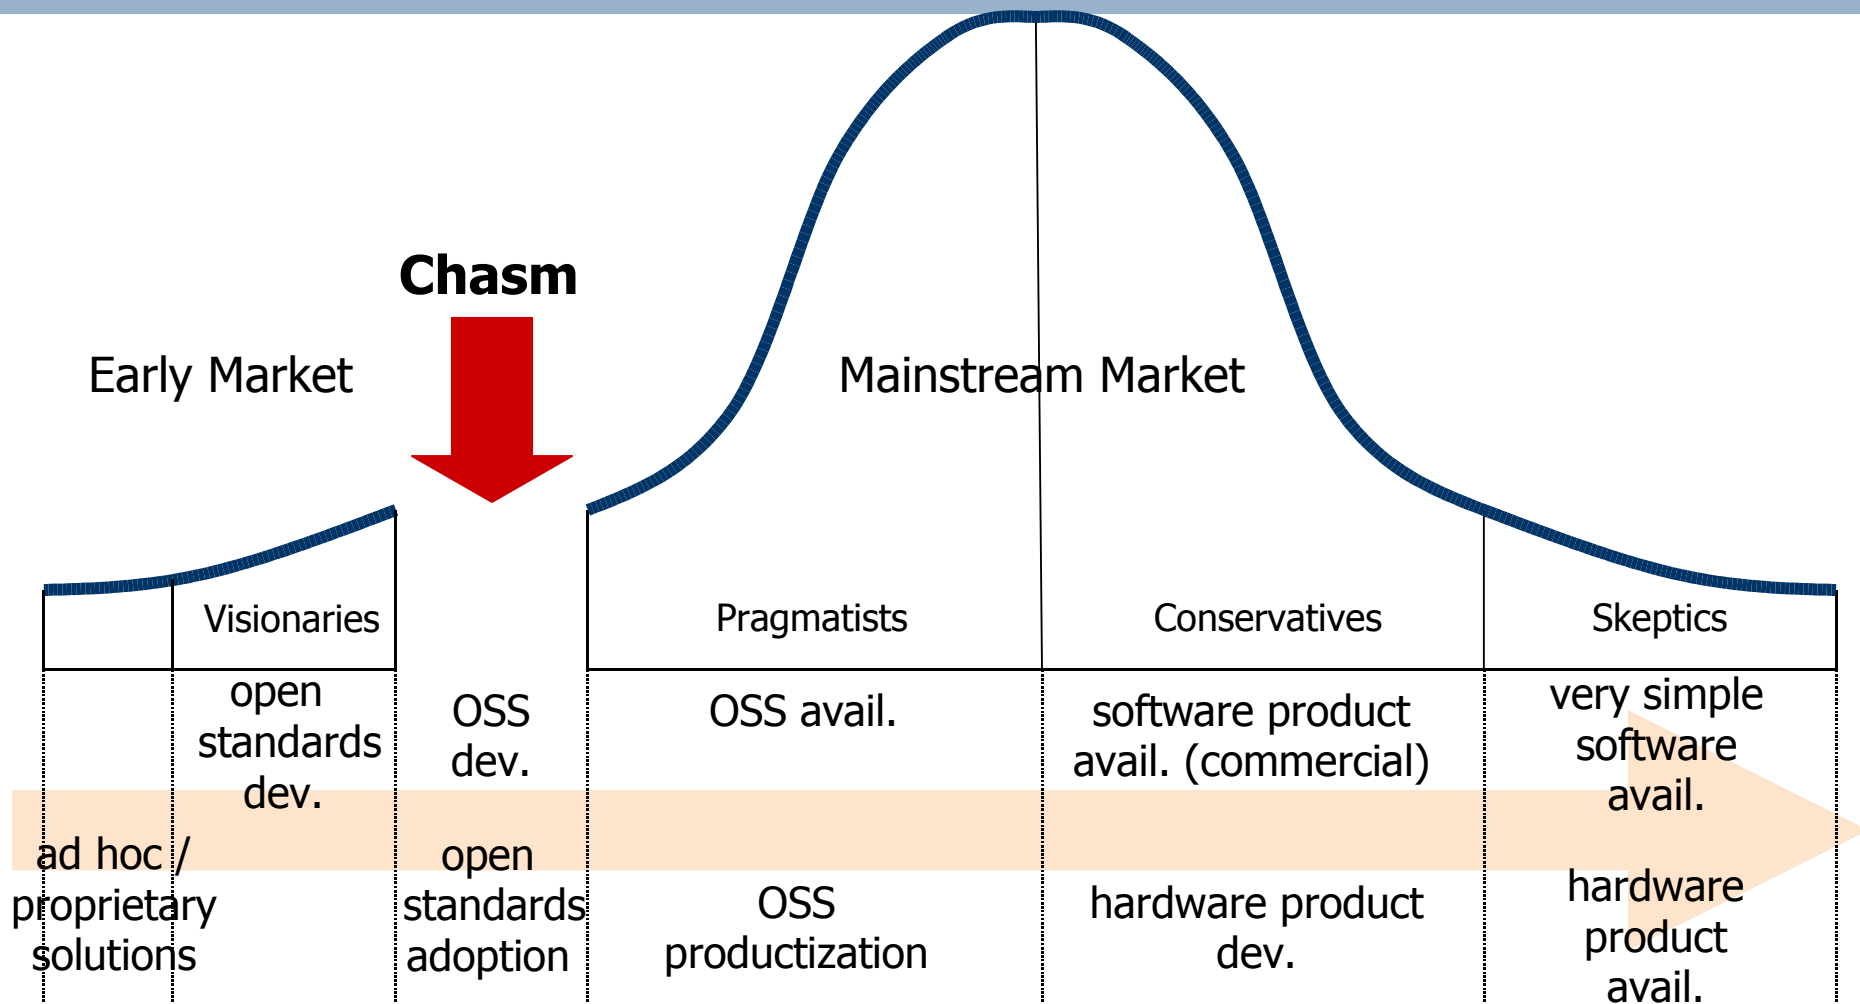 Chasm
Early Market
Mainstream Market
Visionaries
Pragmatists
Conservatives
Skeptics
open
standards
dev.
OSS
dev.
OSS avail.
software product
avail. (commercial)
very simple
software
avail.
ad hoc /
proprietary
solutions
open
standards
adoption
OSS
productization
hardware product
dev.
hardware
product
avail.